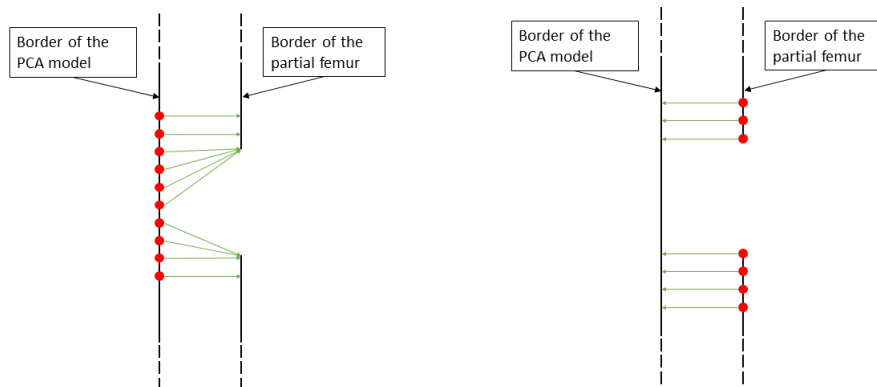 Border of the
PCA model
Border of the
partial femur
Border of the
PCA model
Border of the
partial femur